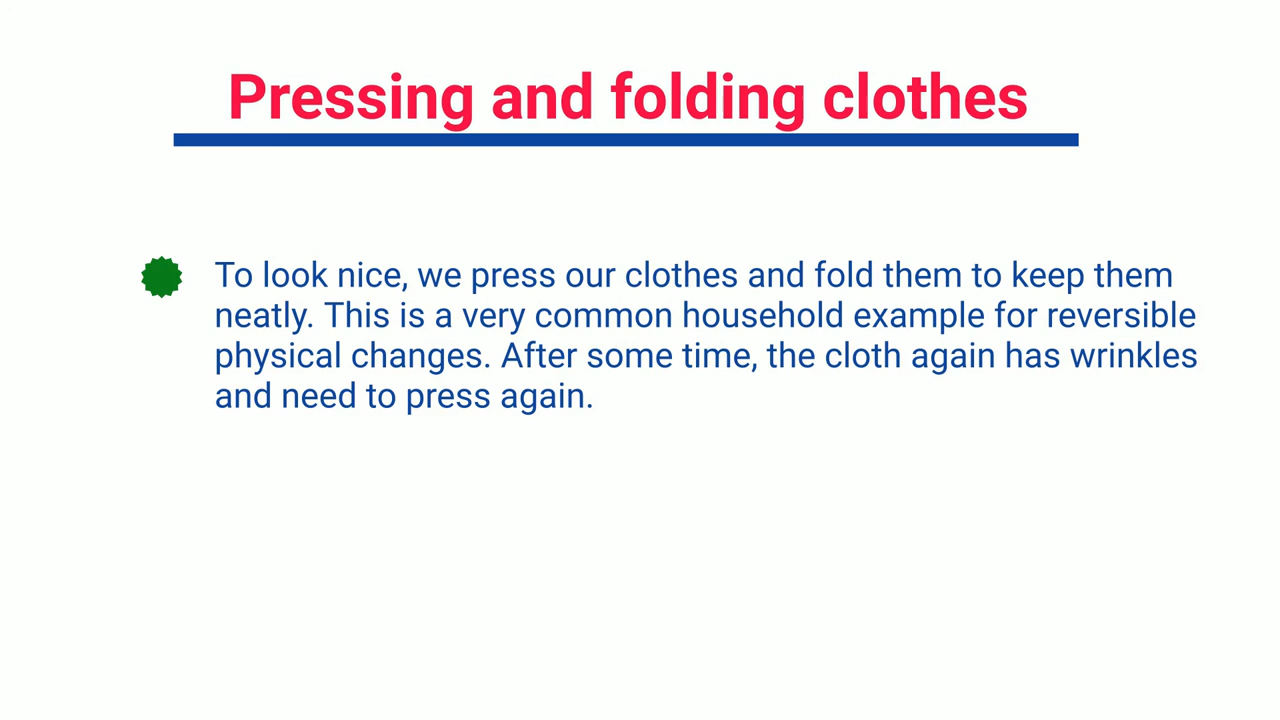 Pressing and folding clothes
To look nice, we press our clothes and fold them to keep them
neatly. This is a very common household example for reversible
physical changes. After some time, the cloth again has wrinkles
and need to press again.